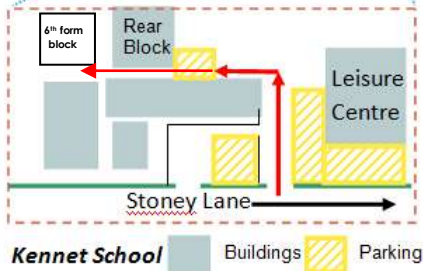 6th form
block
Rear
Block
Leisure
Centre
Stoney Lane
Kennet School
Buildings
Parking